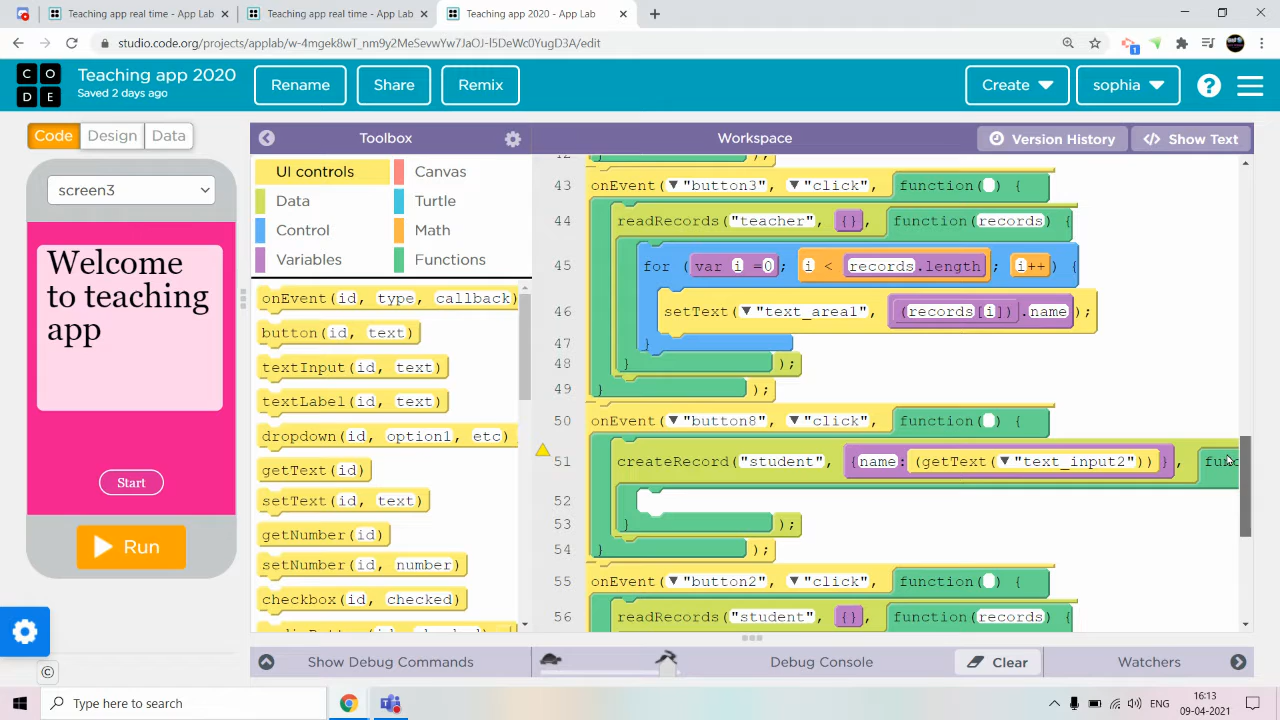 Teaching app real time - App Lab
Teaching app real time - App Lab
Teaching app 2020 - App Lab
studio.code.org/projects/applab/w-4mgek8wT_nm9y2MeSevwYw7JaOJ-l5DeWc0YugD3A/edit
1
C O
D E
Teaching app 2020
Saved 2 days ago
Rename
Share
Remix
Create
sophia
?
Code
Design
Data
Toolbox
Workspace
Version History
</> Show Text
screen3
Welcome
to teaching
app
Start
Run
©
UI controls
Canvas
Data
Turtle
Control
Math
Variables
Functions
onEvent(id, type, callback)
button(id, text)
textInput(id, text)
textLabel(id, text)
dropdown(id, option1, etc)
getText(id)
setText(id, text)
getNumber(id)
setNumber(id, number)
checkbox(id, checked)
42 } );
43 onEvent( "button3", "click", function( ) {
44 readRecords("teacher", {}, function(records) {
45 for (var i =0; i < records.length; i++) {
46 setText( "text_area1", (records[i]).name);
47 }
48 } );
49 } );
50 onEvent( "button8", "click", function( ) {
51 createRecord("student", {name:(getText( "text_input2"))}, func
52
53 } );
54 } );
55 onEvent( "button2", "click", function( ) {
56 readRecords("student", {}, function(records) {
Show Debug Commands
Debug Console
Clear
Watchers
Type here to search
ENG
16:13
09-04-2021